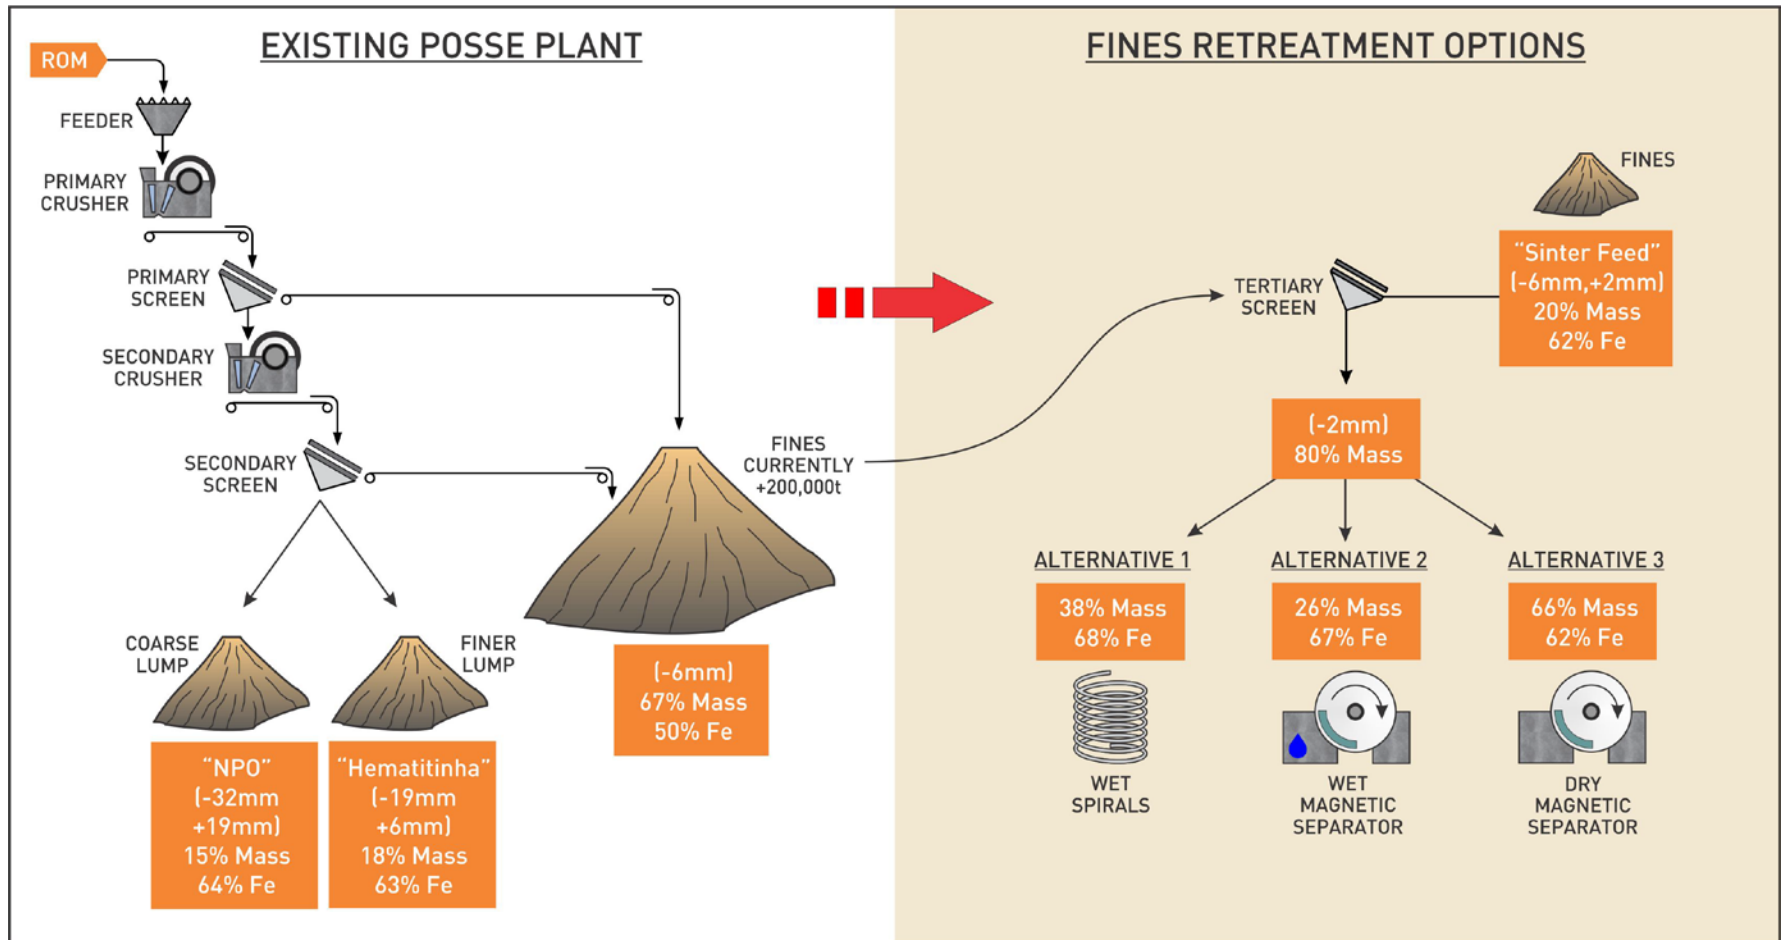 EXISTING POSSE PLANT
ROM
FEEDER
PRIMARY
CRUSHER
PRIMARY
SCREEN
SECONDARY
CRUSHER
SECONDARY
SCREEN
FINES
CURRENTLY
+200,000t
COARSE
LUMP
FINER
LUMP
(-6mm)
67% Mass
50% Fe
“NPO”
(-32mm
+19mm)
15% Mass
64% Fe
“Hematitinha”
(-19mm
+6mm)
18% Mass
63% Fe
FINES RETREATMENT OPTIONS
FINES
“Sinter Feed”
(-6mm,+2mm)
20% Mass
62% Fe
TERTIARY
SCREEN
(-2mm)
80% Mass
ALTERNATIVE 1
38% Mass
68% Fe
WET
SPIRALS
ALTERNATIVE 2
26% Mass
67% Fe
WET
MAGNETIC
SEPARATOR
ALTERNATIVE 3
66% Mass
62% Fe
DRY
MAGNETIC
SEPARATOR